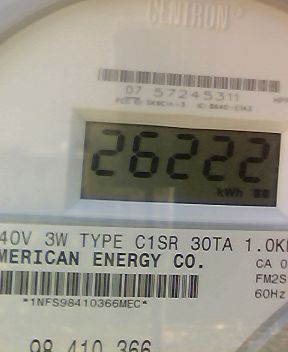 CENTRON®
07 57245311
26222
kWh
40V 3W TYPE C1SR 30TA 1.0K
MERICAN ENERGY CO.
CA 0
FM2S
60Hz
*1NFS98410366MEC*
98 410 366